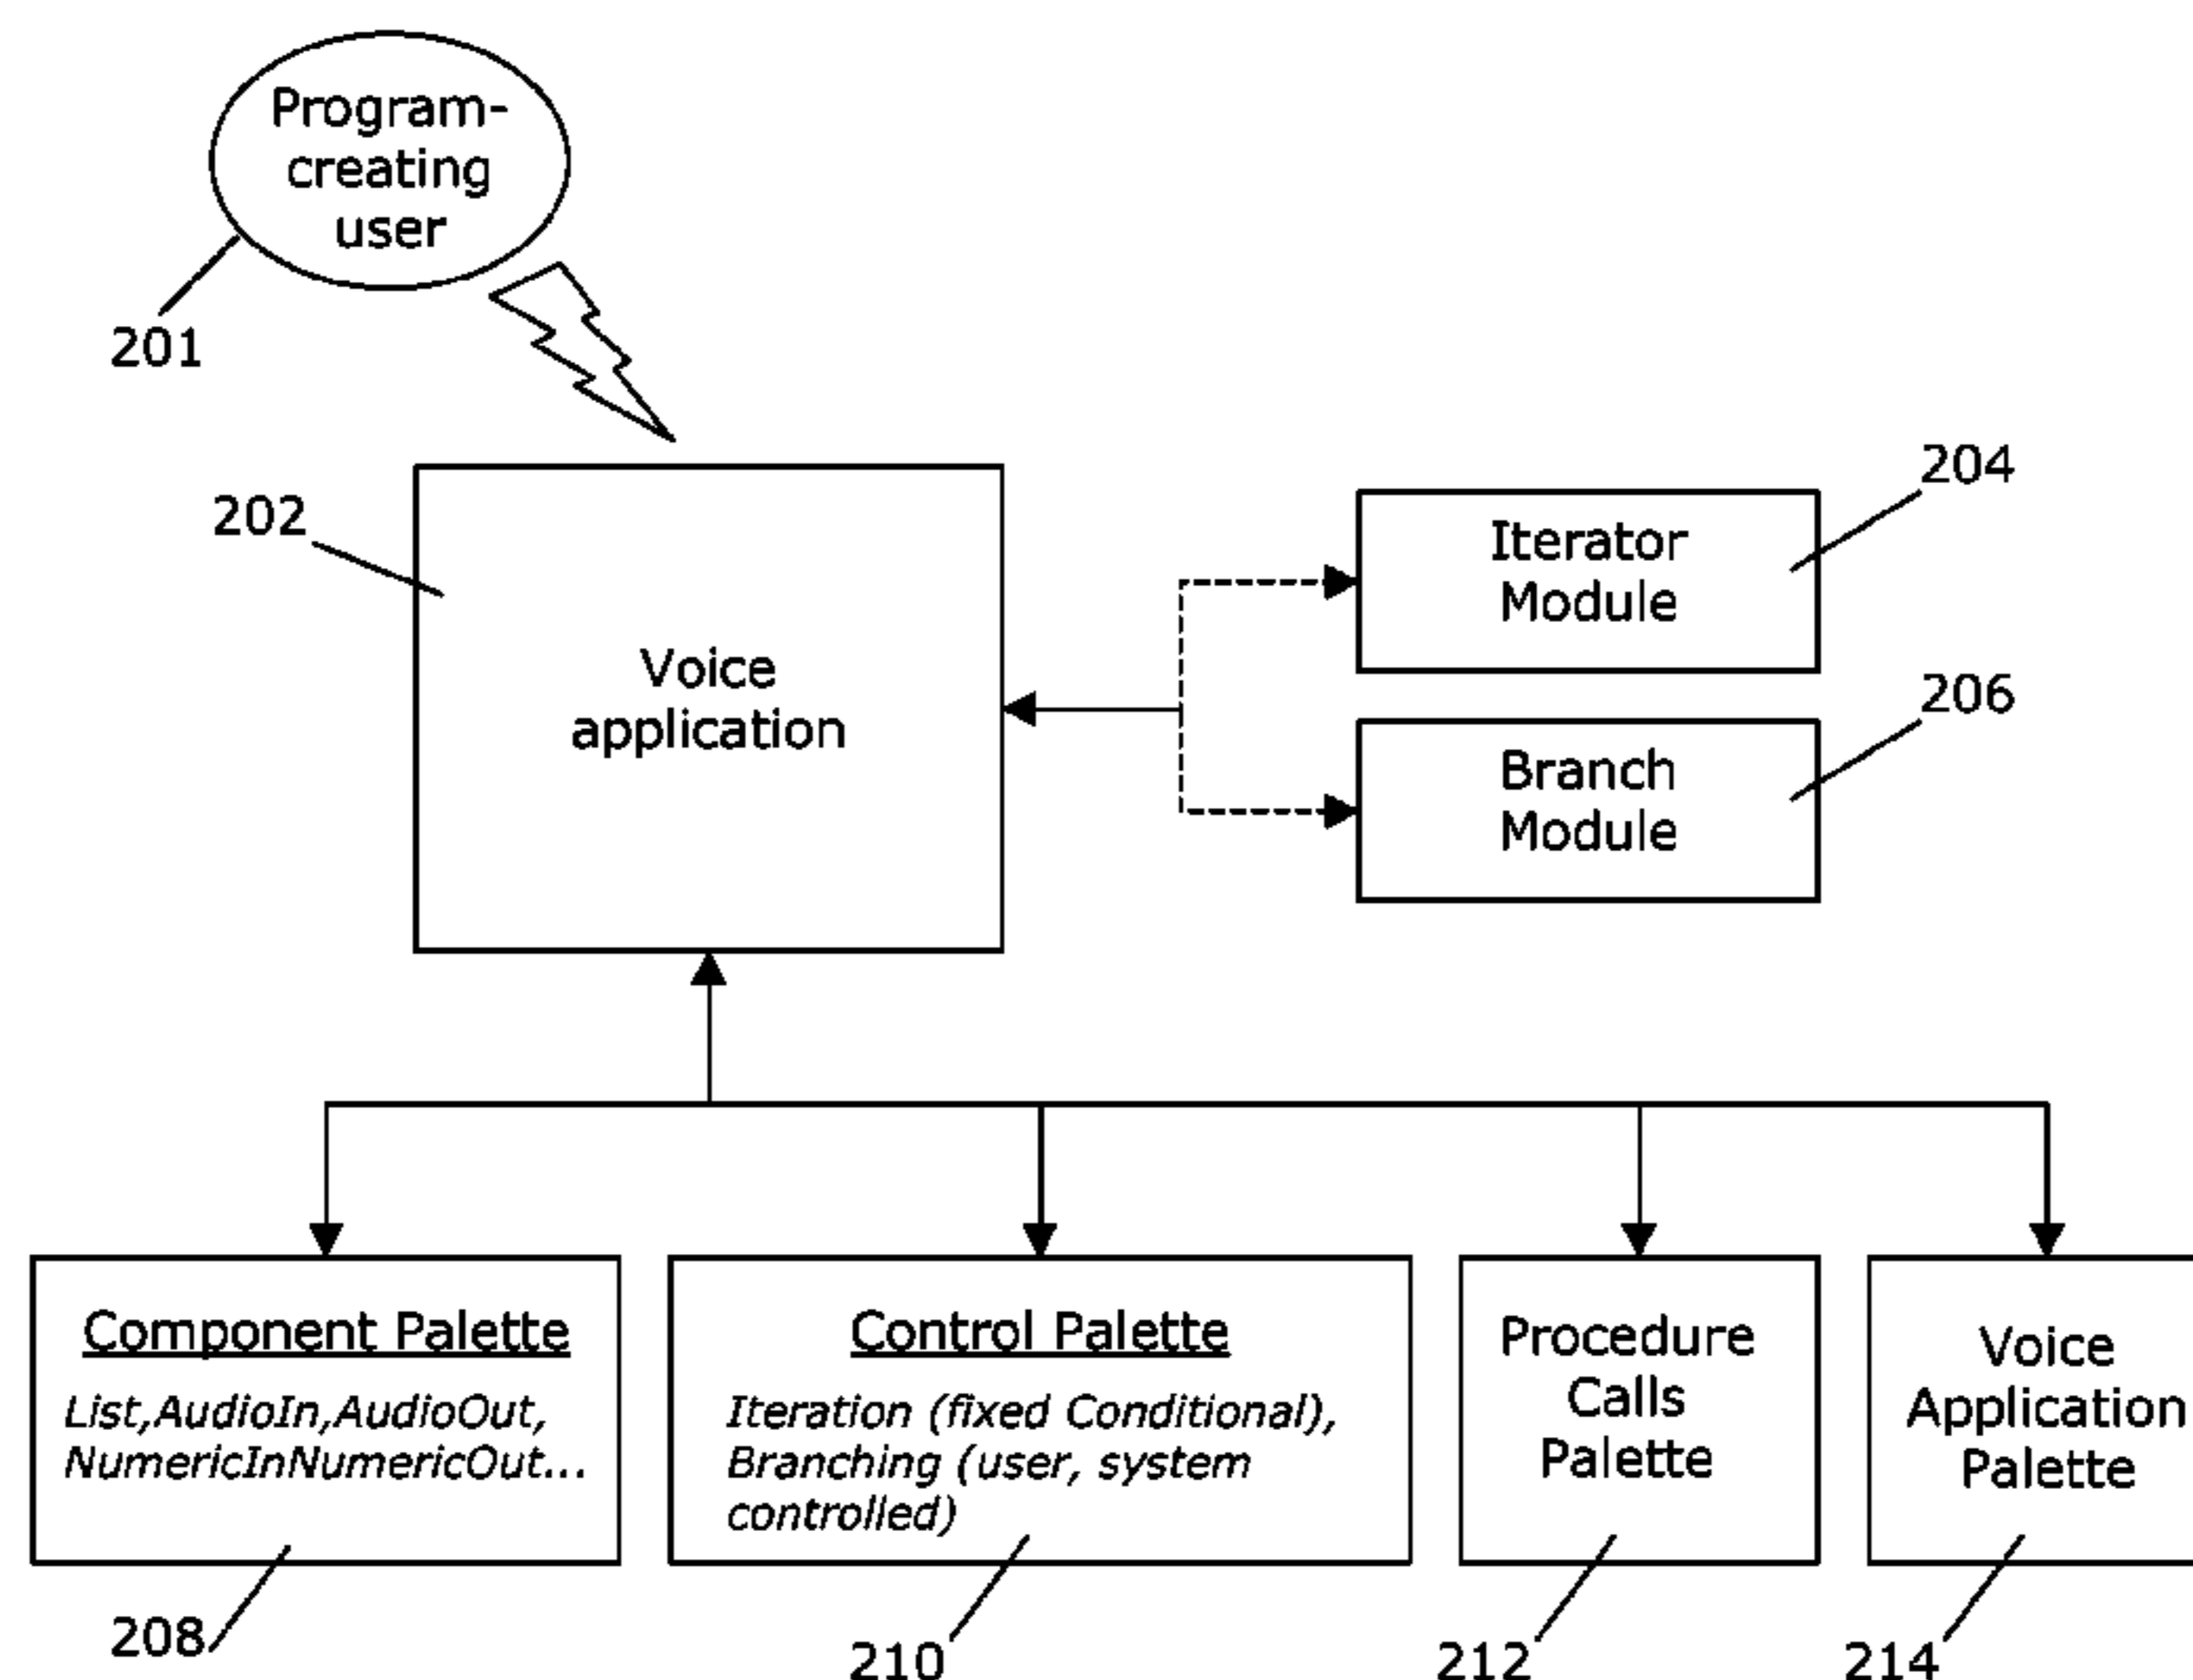 Program-
creating
user
201
202
Voice
application
204
Iterator
Module
206
Branch
Module
Component Palette
List,AudioIn,AudioOut,
NumericInNumericOut...
208
Control Palette
Iteration (fixed Conditional),
Branching (user, system
controlled)
210
Procedure
Calls
Palette
212
Voice
Application
Palette
214